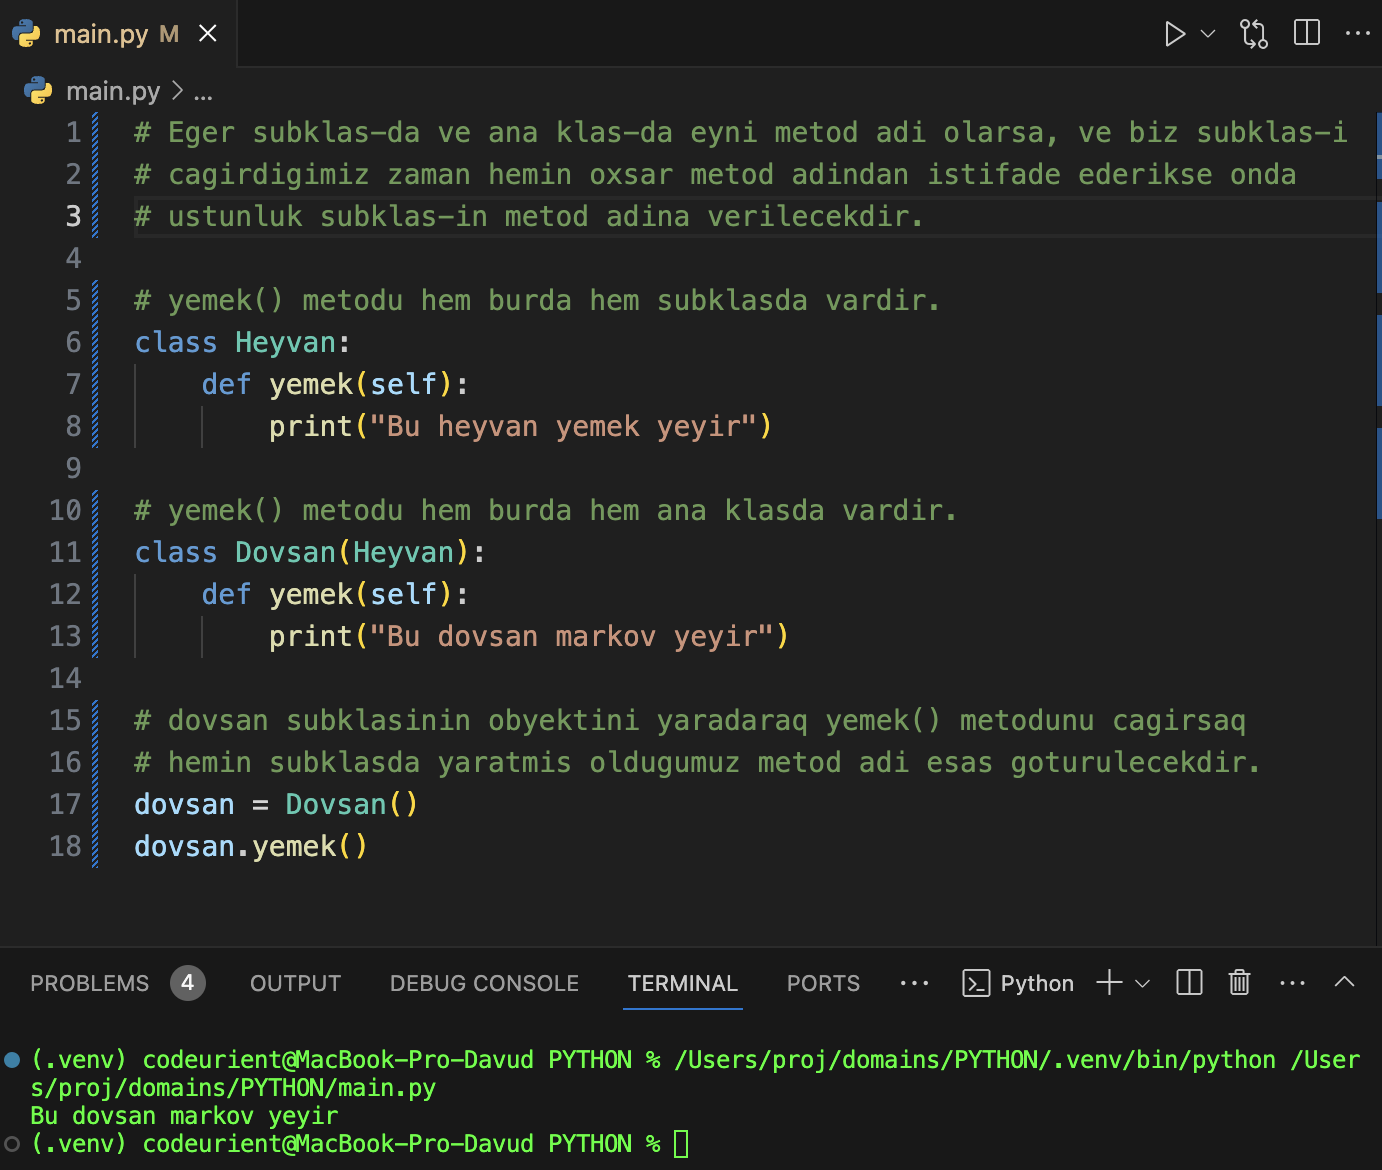 main.py M
main.py > ...
1 # Eger subklas-da ve ana klas-da eyni metod adi olarsa, ve biz subklas-i
2 # cagirdigimiz zaman hemin oxsar metod adindan istifade ederikse onda
3 # ustunluk subklas-in metod adina verilecekdir.
4
5 # yemek() metodu hem burda hem subklasda vardir.
6 class Heyvan:
7     def yemek(self):
8         print("Bu heyvan yemek yeyir")
9
10 # yemek() metodu hem burda hem ana klasda vardir.
11 class Dovsan(Heyvan):
12     def yemek(self):
13         print("Bu dovsan markov yeyir")
14
15 # dovsan subklasinin obyektini yaradaraq yemek() metodunu cagirsaq
16 # hemin subklasda yaratmis oldugumuz metod adi esas goturulecekdir.
17 dovsan = Dovsan()
18 dovsan.yemek()
PROBLEMS 4 OUTPUT DEBUG CONSOLE TERMINAL PORTS ... Python
(.venv) codeurient@MacBook-Pro-Davud PYTHON % /Users/proj/domains/PYTHON/.venv/bin/python /User
s/proj/domains/PYTHON/main.py
Bu dovsan markov yeyir
(.venv) codeurient@MacBook-Pro-Davud PYTHON %